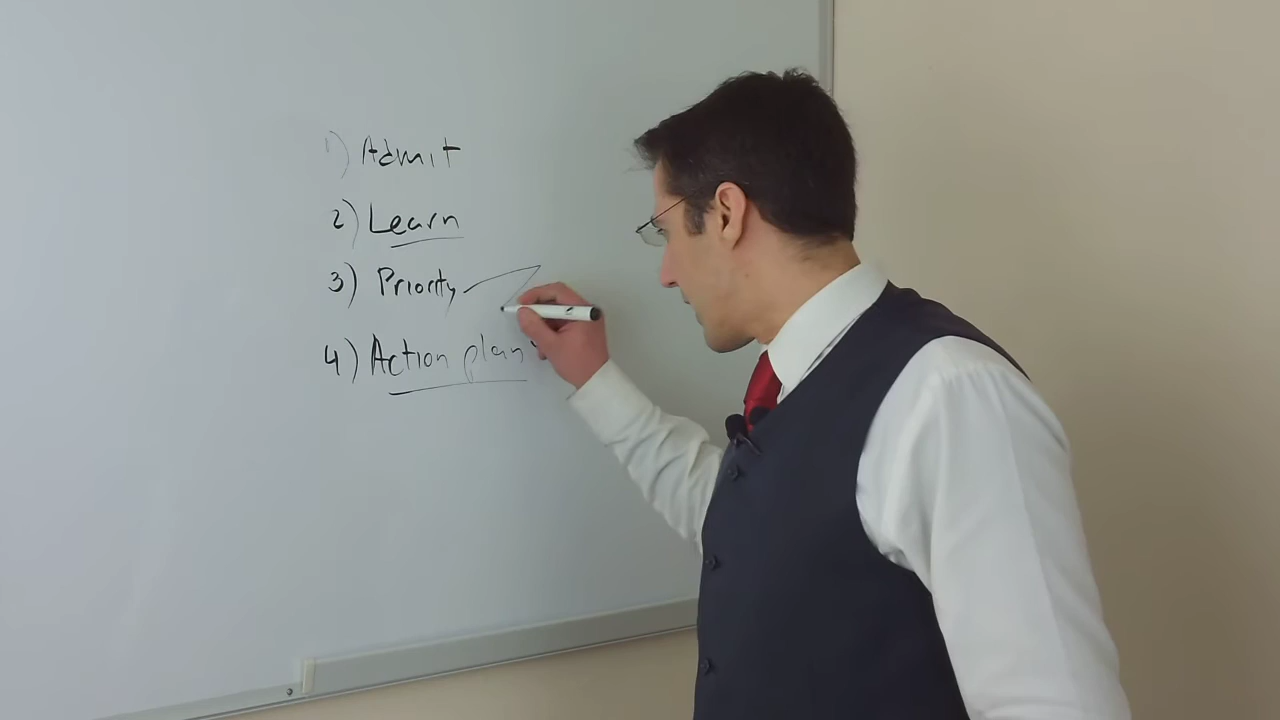 1) Admit
2) Learn
3) Priority
4) Action plan